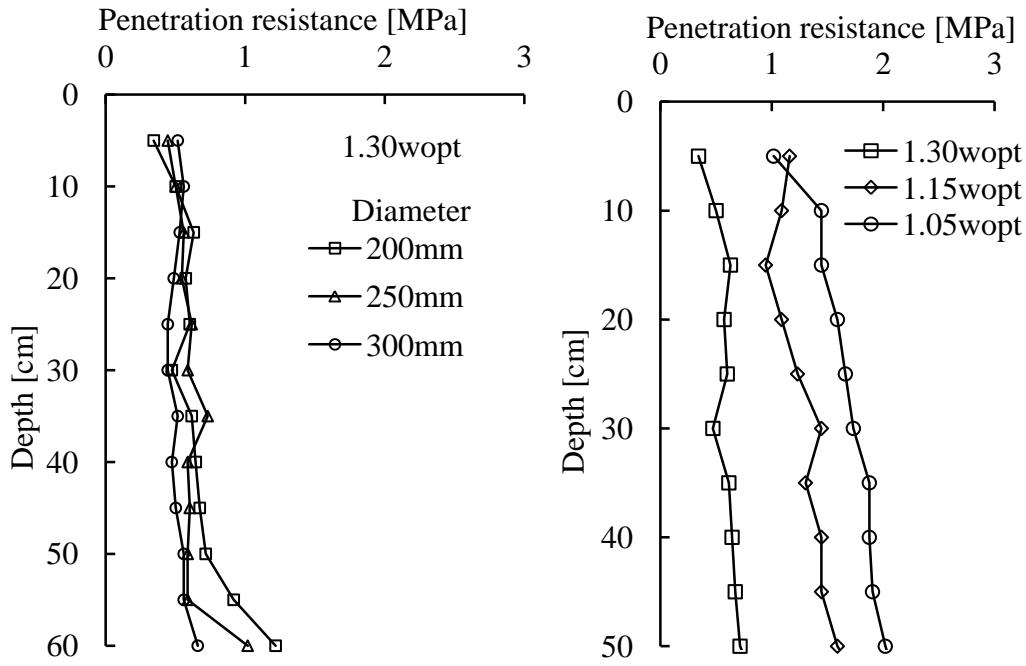 Penetration resistance [MPa]
0 1 2 3
0
10
20
30
40
50
60
Depth [cm]
1.30wopt
Diameter
200mm
250mm
300mm
Penetration resistance [MPa]
0 1 2 3
0
10
20
30
40
50
Depth [cm]
1.30wopt
1.15wopt
1.05wopt